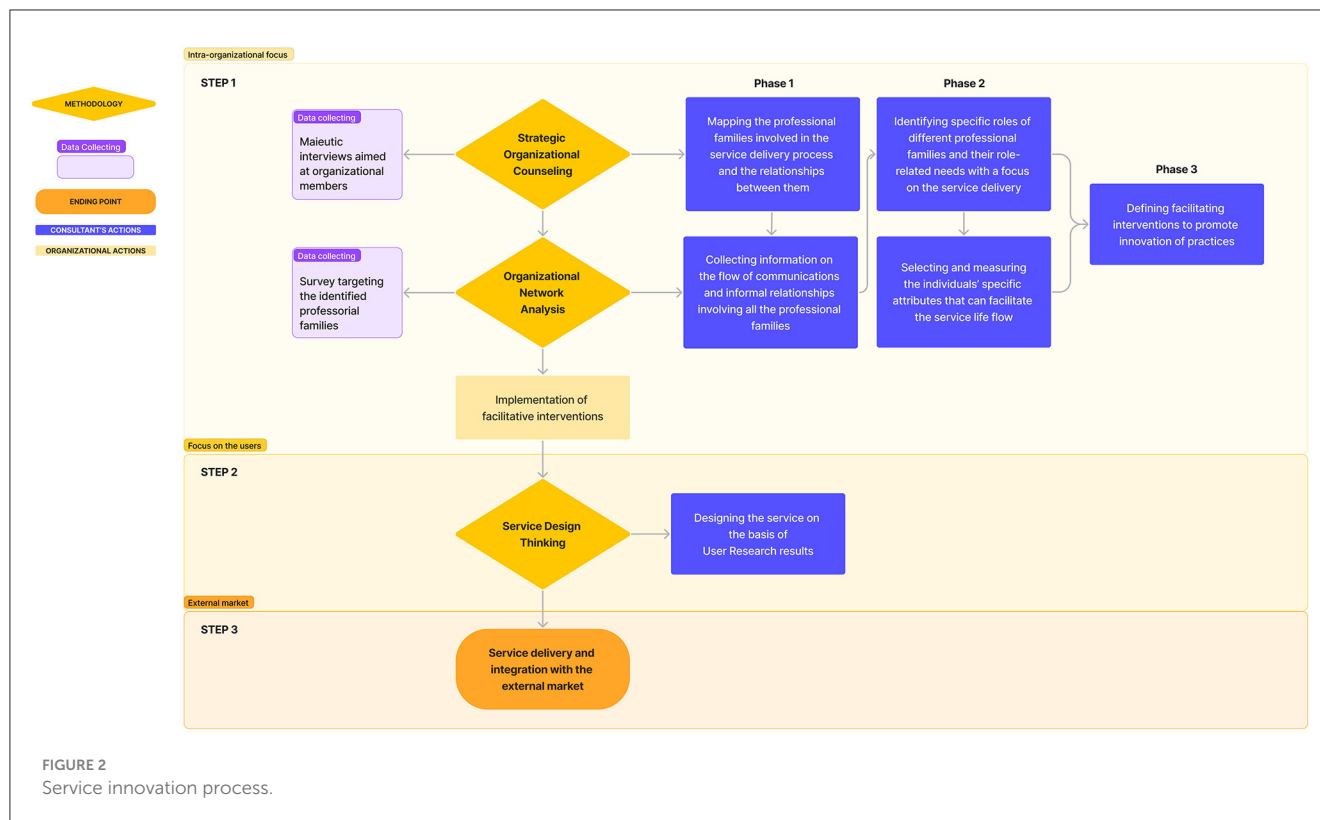 Intra-organizational focus
METHODOLOGY
Data Collecting
ENDING POINT
CONSULTANT'S ACTIONS
ORGANIZATIONAL ACTIONS
STEP 1
Data collecting
Maieutic
interviews aimed
at organizational
members
Strategic
Organizational
Counseling
Phase 1
Mapping the professional
families involved in the
service delivery process
and the relationships
between them
Phase 2
Identifying specific roles of
different professional
families and their role-
related needs with a focus
on the service delivery
Phase 3
Defining facilitating
interventions to promote
innovation of practices
Data collecting
Survey targeting
the identified
professorial
families
Organizational
Network
Analysis
Collecting information on
the flow of communications
and informal relationships
involving all the professional
families
Selecting and measuring
the individuals' specific
attributes that can facilitate
the service life flow
Implementation of
facilitative interventions
Focus on the users
STEP 2
Service Design
Thinking
Designing the service on
the basis of
User Research results
External market
STEP 3
Service delivery and
integration with the
external market
FIGURE 2
Service innovation process.